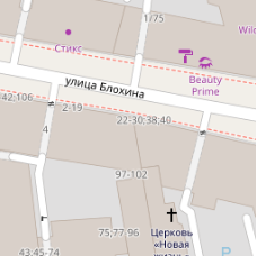 1/75
Wild
Стикс
Beauty
Prime
улица Блохина
42-106
2-19
22-30;38;40
4
97-102
75;77-96
Церковь
«Новая
жизнь»
43;45-74
P